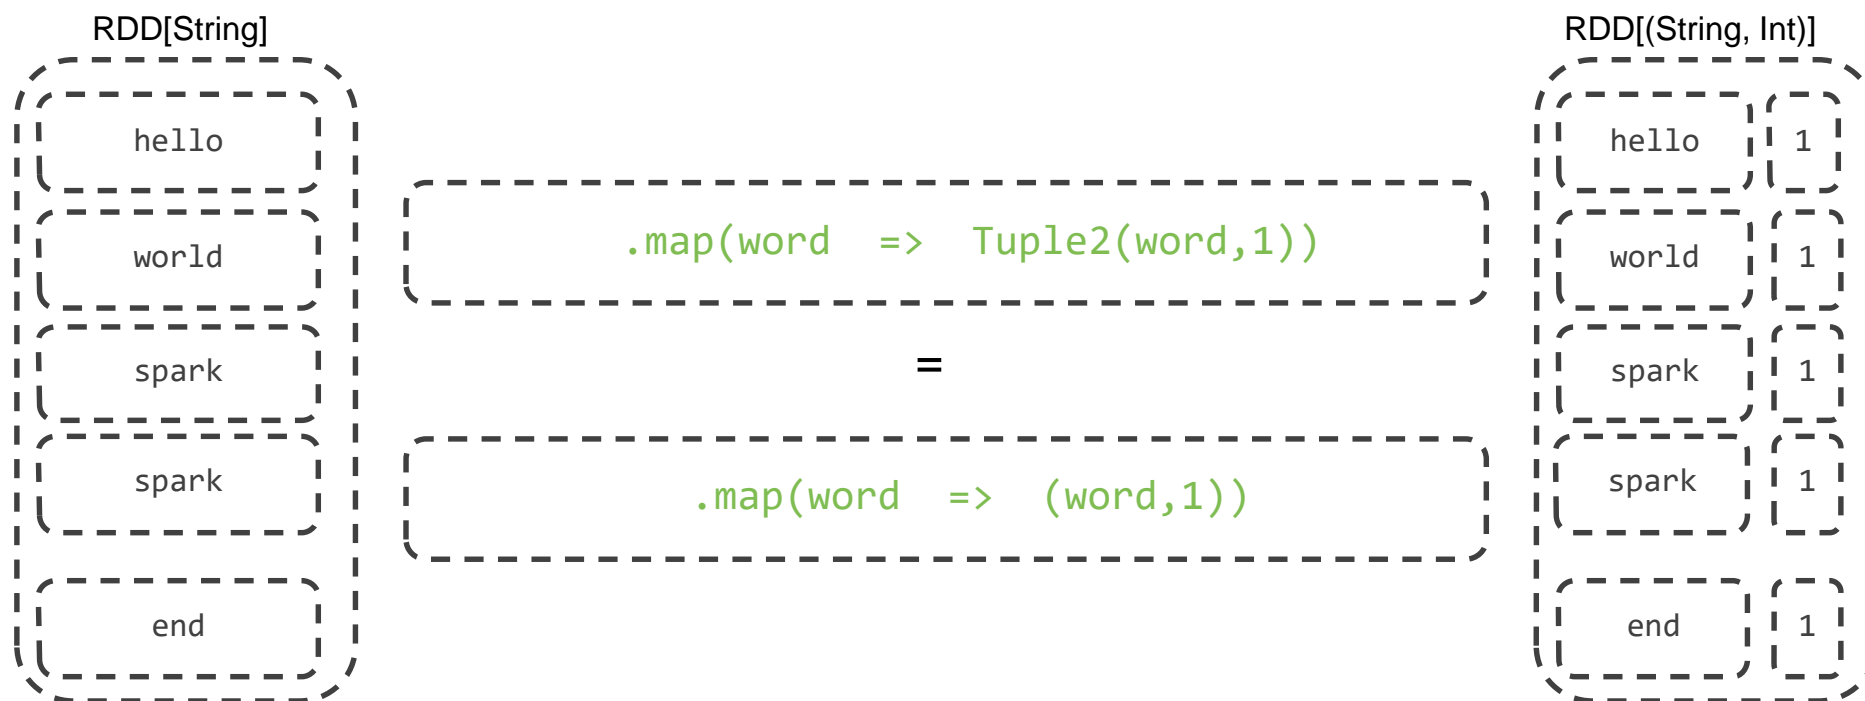 RDD[String]
hello
world
spark
spark
end
.map(word => Tuple2(word,1))
=
.map(word => (word,1))
RDD[(String, Int)]
hello 1
world 1
spark 1
spark 1
end 1